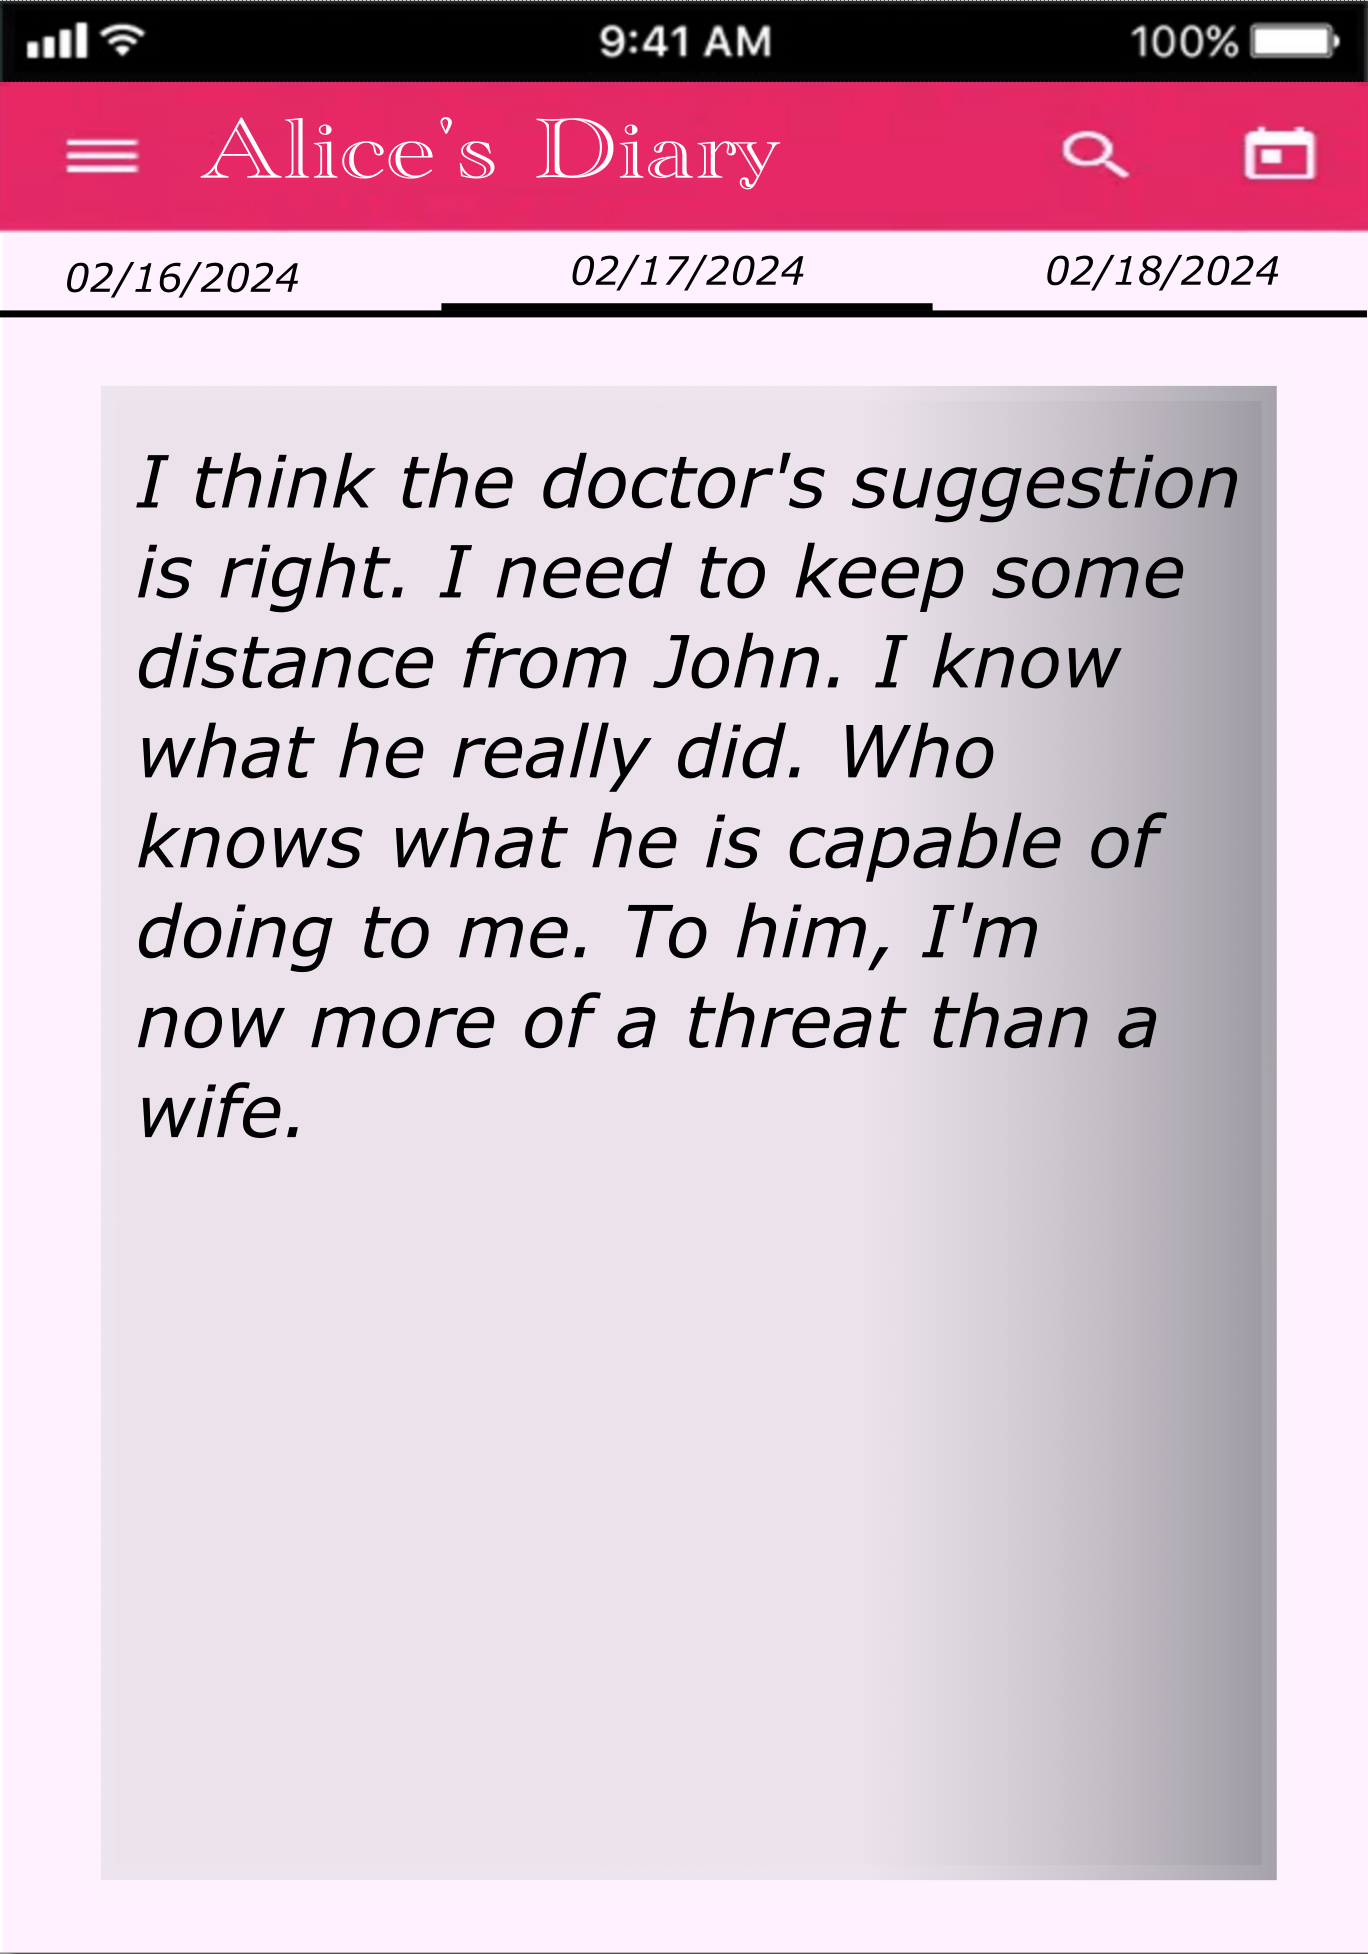 9:41 AM
100%
Alice's Diary
02/16/2024
02/17/2024
02/18/2024
I think the doctor's suggestion
is right. I need to keep some
distance from John. I know
what he really did. Who
knows what he is capable of
doing to me. To him, I'm
now more of a threat than a
wife.